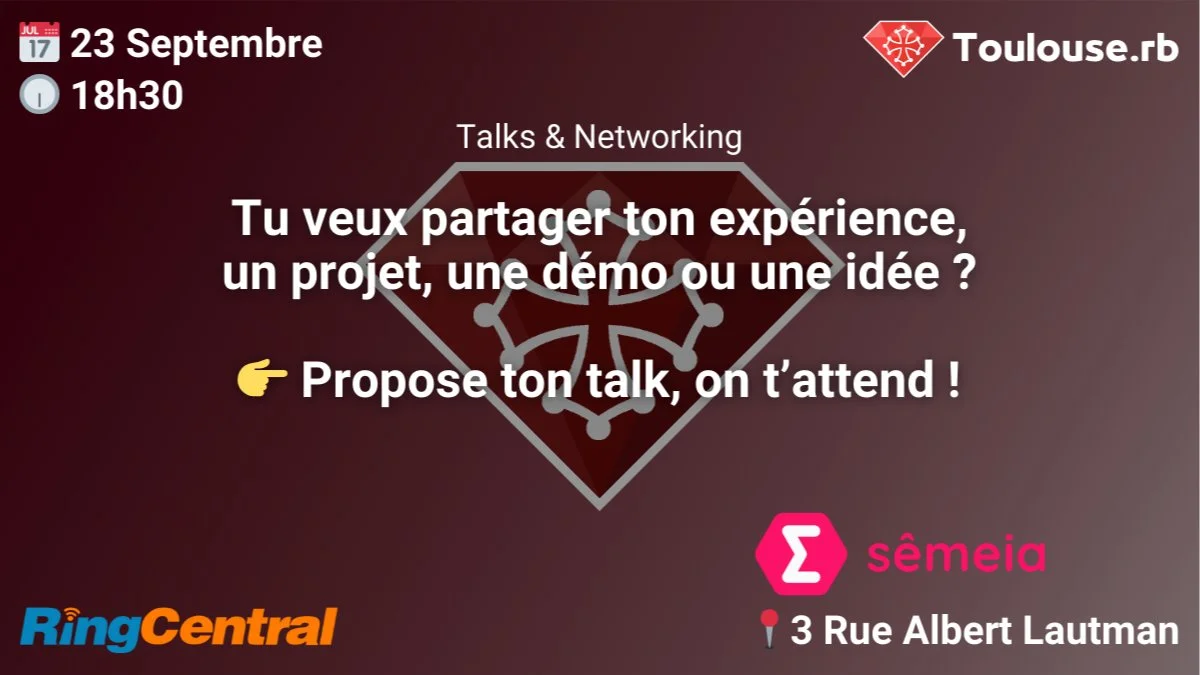 JUL
17
23 Septembre
18h30
Toulouse.rb
Talks & Networking
Tu veux partager ton expérience,
un projet, une démo ou une idée ?
👉 Propose ton talk, on t’attend !
Σ sêmeia
RingCentral
3 Rue Albert Lautman